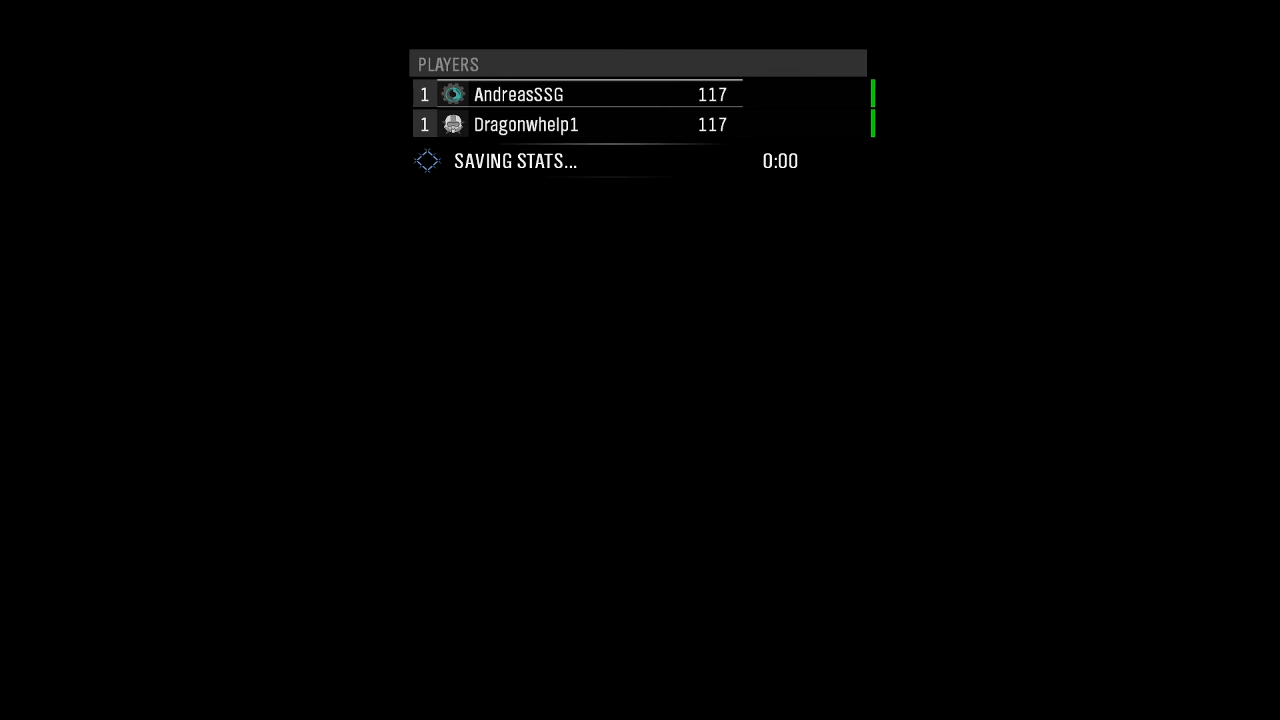 PLAYERS
1 AndreasSSG 117
1 Dragonwhelp1 117
SAVING STATS... 0:00